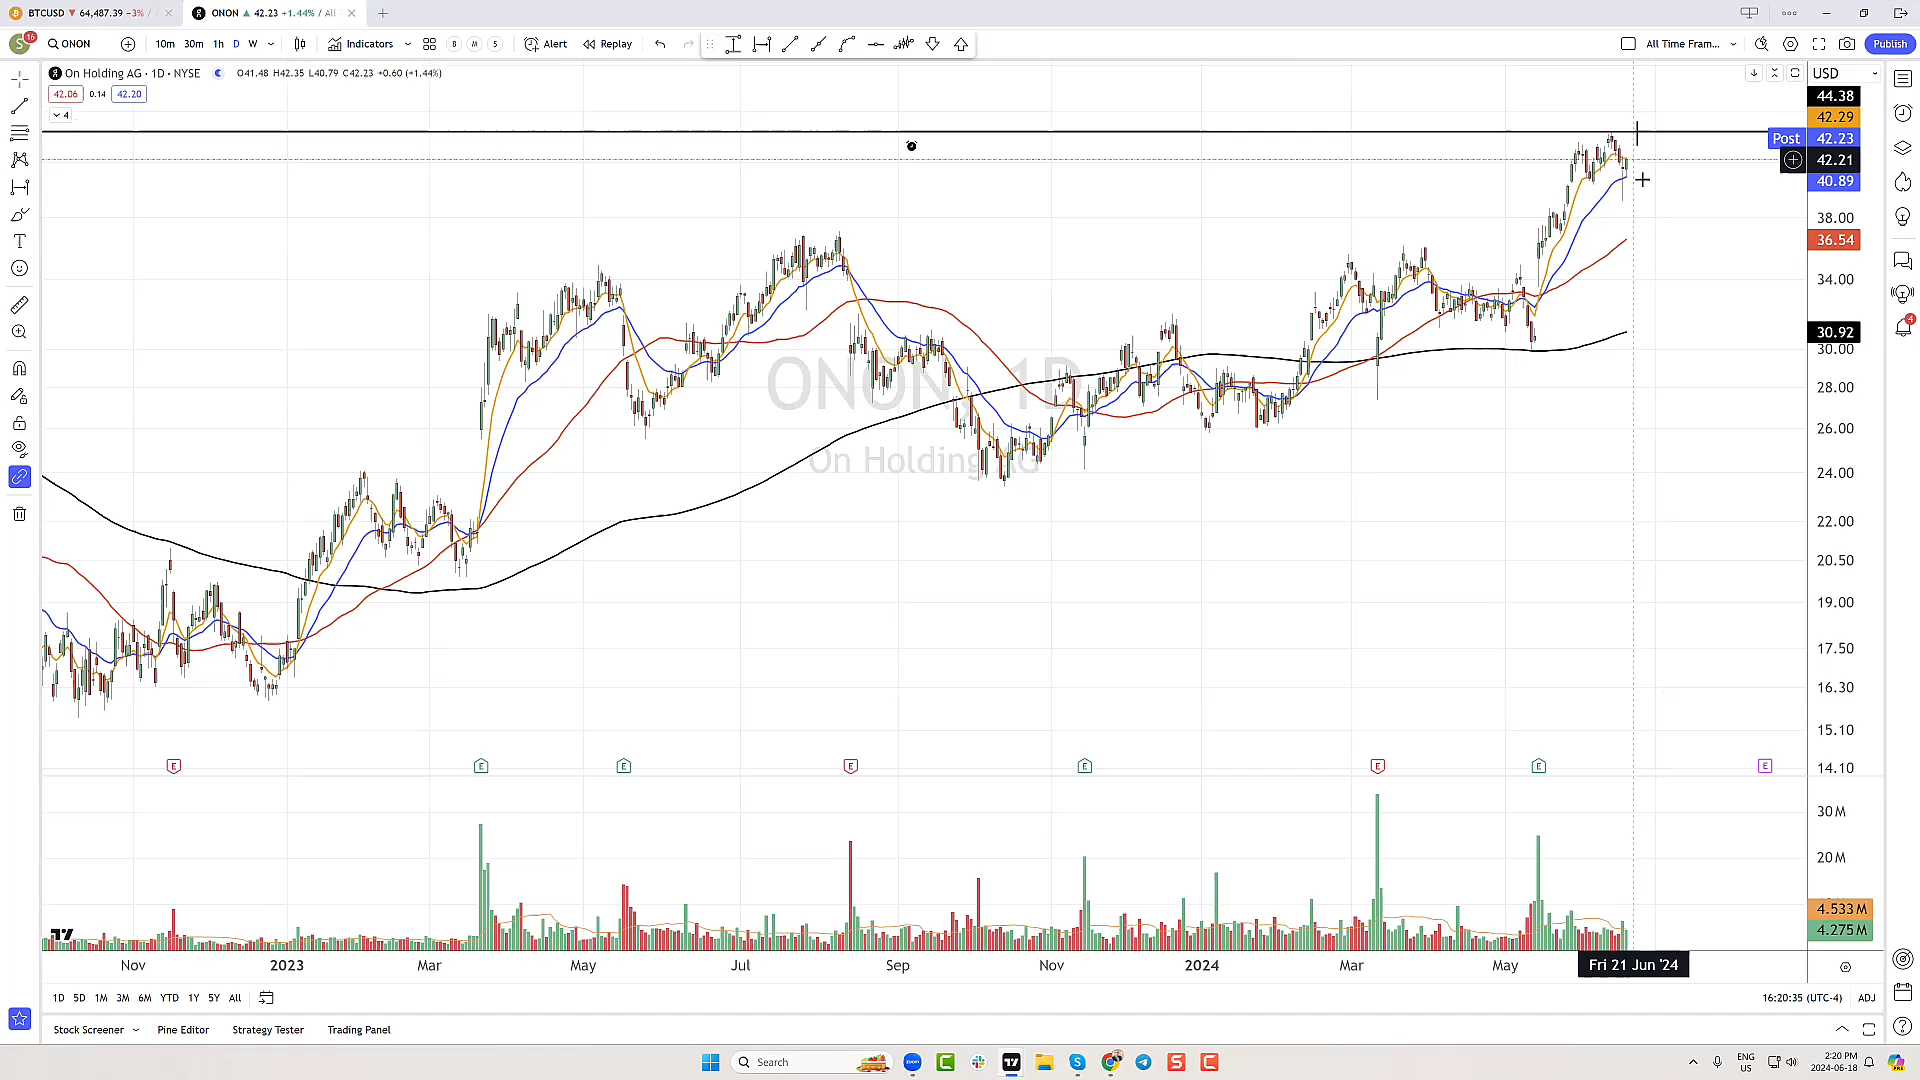 BTCUSD ▼ 64,487.39 −3% /
ONON ▲ 42.23 +1.44% / All
S 16 ONON 10m 30m 1h D W Indicators B M S Alert Replay All Time Fram... Publish
On Holding AG · 1D · NYSE O41.48 H42.35 L40.79 C42.23 +0.60 (+1.44%)
42.06 0.14 42.20
4
USD
44.38
42.29
Post 42.23
42.21
40.89
38.00
36.54
34.00
30.92
30.00
28.00
26.00
24.00
22.00
20.50
19.00
17.50
16.30
15.10
14.10
30M
20M
4.533M
4.275M
4
ONON, 1D
On Holding AG
E E E E E E E E
Nov 2023 Mar May Jul Sep Nov 2024 Mar May Fri 21 Jun '24
1D 5D 1M 3M 6M YTD 1Y 5Y All 16:20:35 (UTC-4) ADJ
Stock Screener Pine Editor Strategy Tester Trading Panel
Search zoom ENG US 2:20 PM 2024-06-18